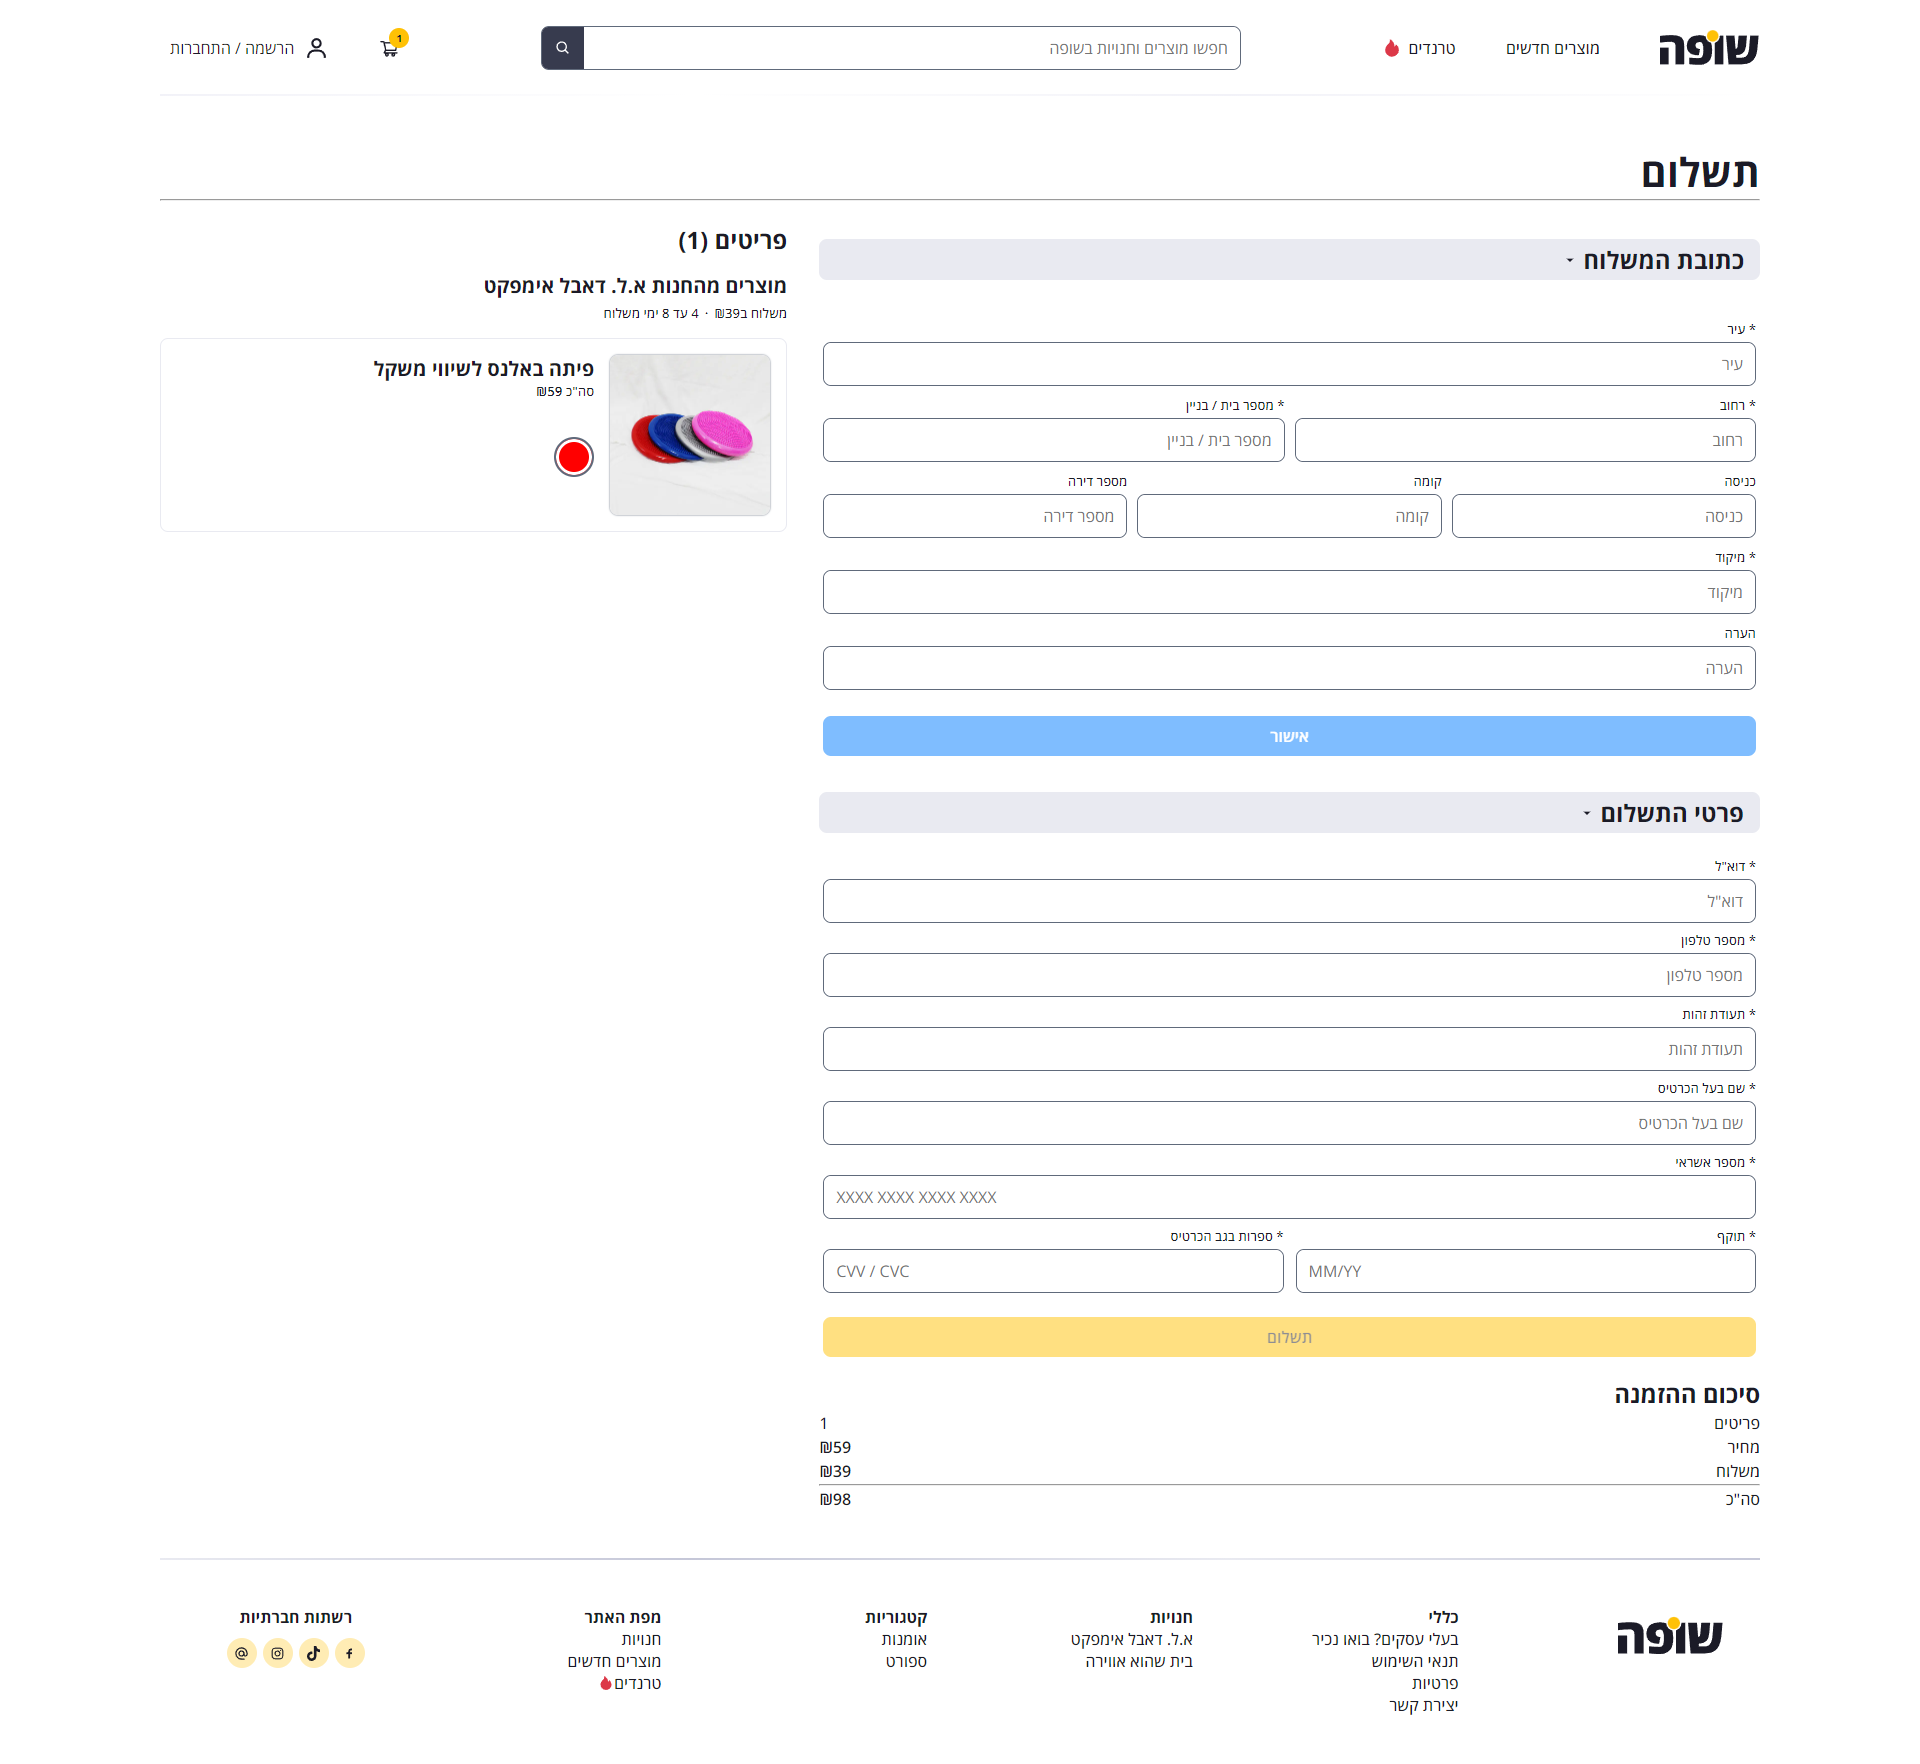 שופה
מוצרים חדשים
טרנדים
חפשו מוצרים וחנויות בשופה
1
הרשמה / התחברות
תשלום
כתובת המשלוח
* עיר
עיר
* רחוב
* מספר בית / בניין
רחוב
מספר בית / בניין
כניסה
קומה
מספר דירה
כניסה
קומה
מספר דירה
* מיקוד
מיקוד
הערה
הערה
אישור
פרטי התשלום
* דוא"ל
דוא"ל
* מספר טלפון
מספר טלפון
* תעודת זהות
תעודת זהות
* שם בעל הכרטיס
שם בעל הכרטיס
* מספר אשראי
XXXX XXXX XXXX XXXX
* תוקף
* ספרות בגב הכרטיס
MM/YY
CVV / CVC
תשלום
סיכום ההזמנה
פריטים 1
מחיר ₪59
משלוח ₪39
סה"כ ₪98
פריטים (1)
מוצרים מהחנות א.ל. דאבל אימפקט
משלוח ב₪39 · 4 עד 8 ימי משלוח
פיתה באלנס לשיווי משקל
סה"כ ₪59
שופה
כללי
בעלי עסקים? בואו נכיר
תנאי השימוש
פרטיות
יצירת קשר
חנויות
א.ל. דאבל אימפקט
בית שהוא אווירה
קטגוריות
אומנות
ספורט
מפת האתר
חנויות
מוצרים חדשים
טרנדים
רשתות חברתיות